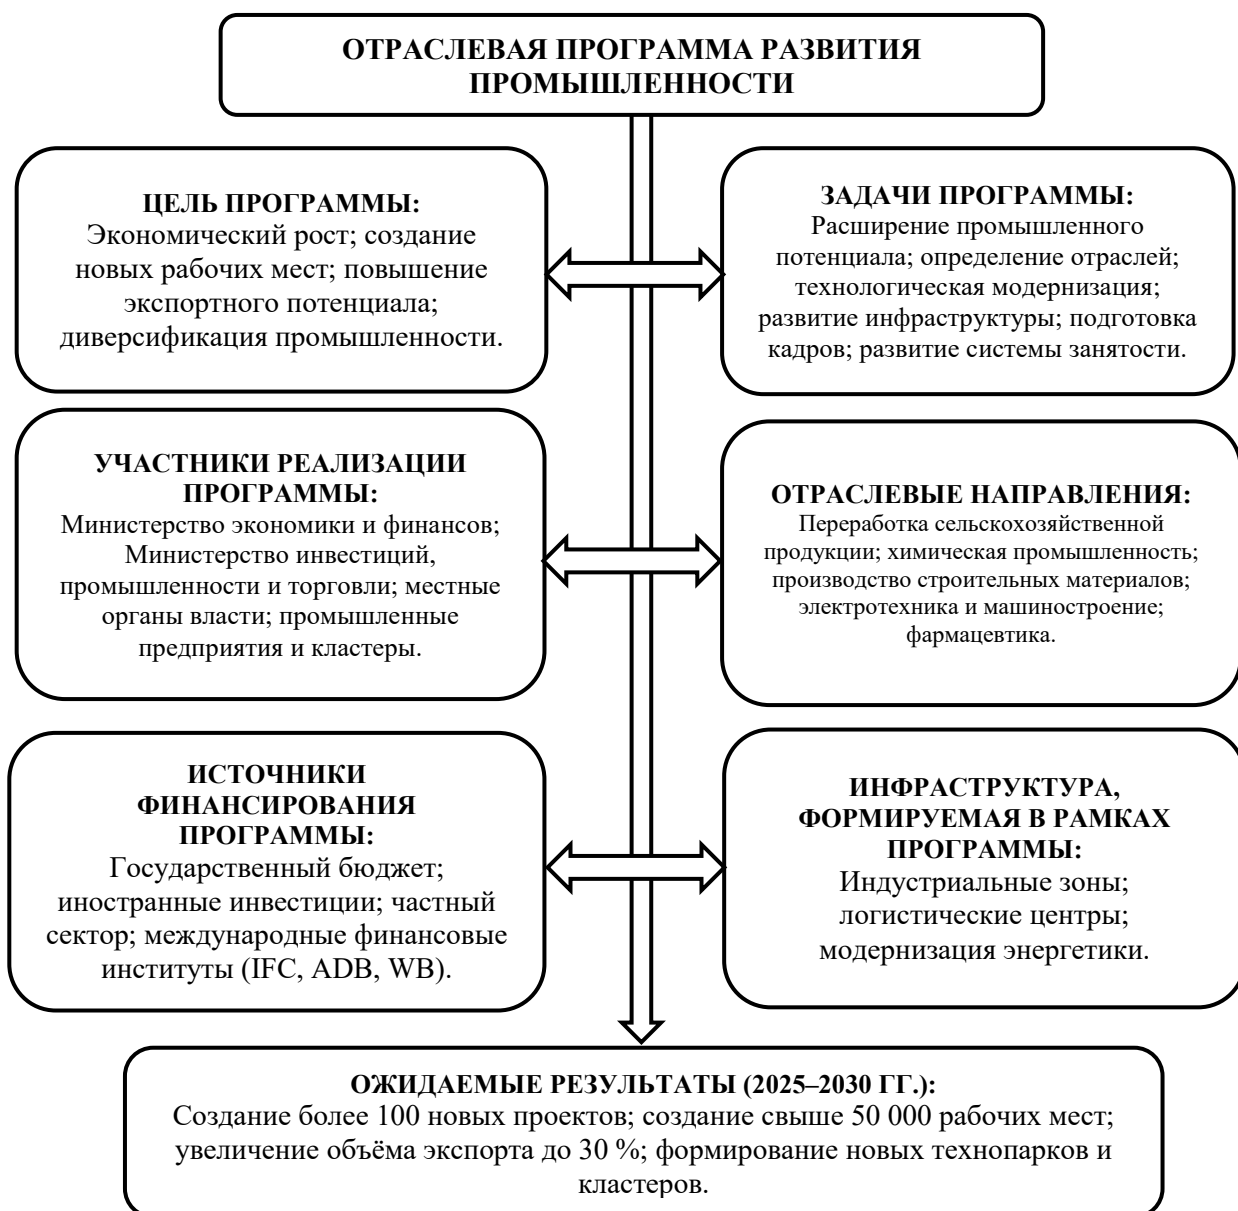 ОТРАСЛЕВАЯ ПРОГРАММА РАЗВИТИЯ
ПРОМЫШЛЕННОСТИ
ЦЕЛЬ ПРОГРАММЫ:
Экономический рост; создание
новых рабочих мест; повышение
экспортного потенциала;
диверсификация промышленности.
ЗАДАЧИ ПРОГРАММЫ:
Расширение промышленного
потенциала; определение отраслей;
технологическая модернизация;
развитие инфраструктуры; подготовка
кадров; развитие системы занятости.
УЧАСТНИКИ РЕАЛИЗАЦИИ
ПРОГРАММЫ:
Министерство экономики и финансов;
Министерство инвестиций,
промышленности и торговли; местные
органы власти; промышленные
предприятия и кластеры.
ОТРАСЛЕВЫЕ НАПРАВЛЕНИЯ:
Переработка сельскохозяйственной
продукции; химическая промышленность;
производство строительных материалов;
электротехника и машиностроение;
фармацевтика.
ИСТОЧНИКИ
ФИНАНСИРОВАНИЯ
ПРОГРАММЫ:
Государственный бюджет;
иностранные инвестиции; частный
сектор; международные финансовые
институты (IFC, ADB, WB).
ИНФРАСТРУКТУРА,
ФОРМИРУЕМАЯ В РАМКАХ
ПРОГРАММЫ:
Индустриальные зоны;
логистические центры;
модернизация энергетики.
ОЖИДАЕМЫЕ РЕЗУЛЬТАТЫ (2025–2030 ГГ.):
Создание более 100 новых проектов; создание свыше 50 000 рабочих мест;
увеличение объёма экспорта до 30 %; формирование новых технопарков и
кластеров.